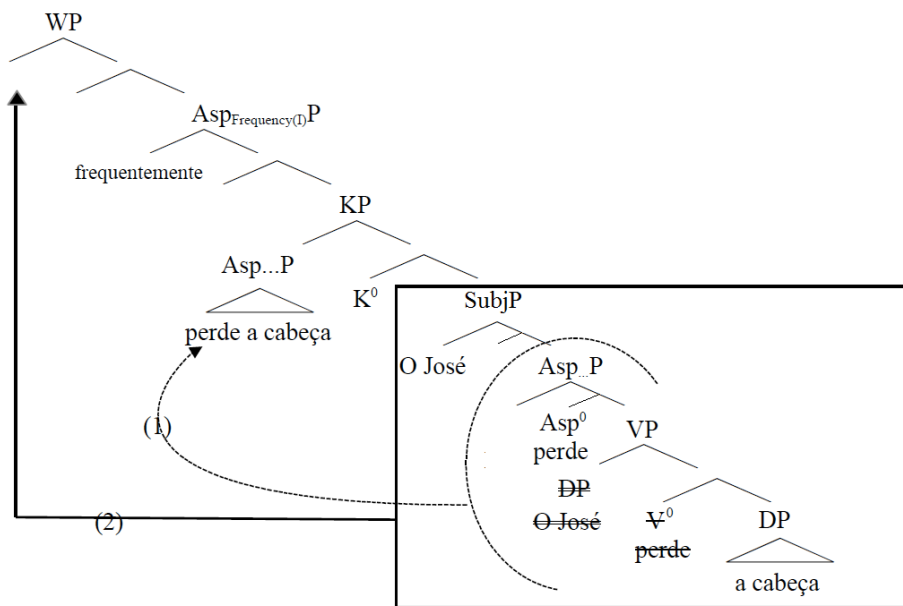 WP
Asp_Frequency(I)P
frequentemente
KP
Asp...P
K⁰
SubjP
perde a cabeça
O José
Asp...P
(1)
Asp⁰
VP
perde
DP
(2)
O José
V⁰
DP
perde
a cabeça